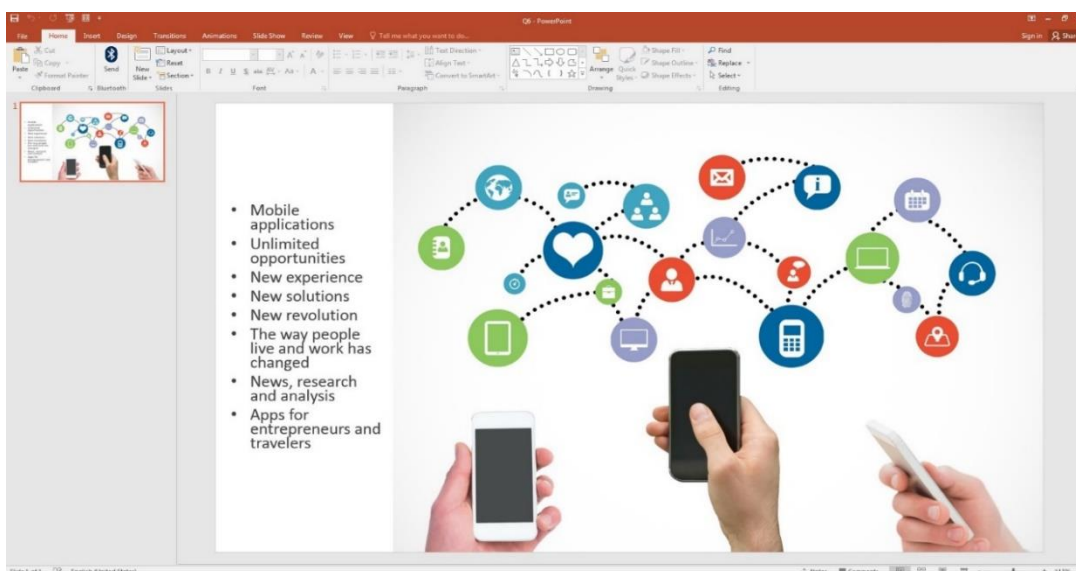 Q6 - PowerPoint
File Home Insert Design Transitions Animations Slide Show Review View Tell me what you want to do... Sign in Shar
Cut
Copy
Format Painter
Paste
Clipboard
Send
Bluetooth
New Slide
Layout
Reset
Section
Slides
Font
Text Direction
Align Text
Convert to SmartArt
Paragraph
Arrange
Quick Styles
Shape Fill
Shape Outline
Shape Effects
Drawing
Find
Replace
Select
Editing
1
• Mobile
applications
• Unlimited
opportunities
• New experience
• New solutions
• New revolution
• The way people
live and work has
changed
• News, research
and analysis
• Apps for
entrepreneurs and
travelers